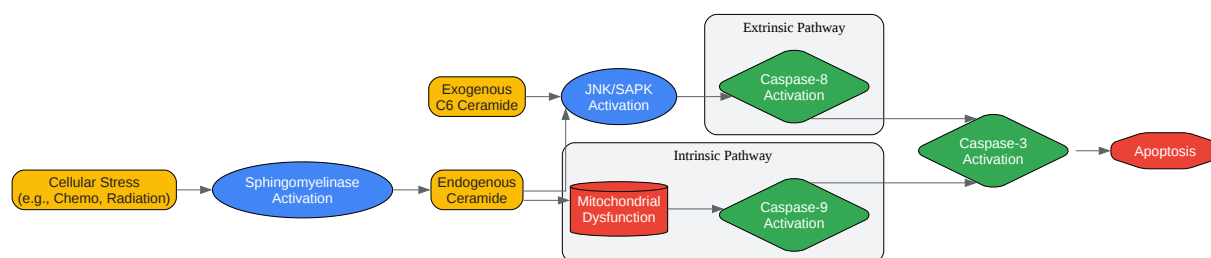 Extrinsic Pathway
Caspase-8
Activation
Exogenous
C6 Ceramide
JNK/SAPK
Activation
Intrinsic Pathway
Caspase-3
Activation
Apoptosis
Cellular Stress
(e.g., Chemo, Radiation)
Sphingomyelinase
Activation
Endogenous
Ceramide
Mitochondrial
Dysfunction
Caspase-9
Activation